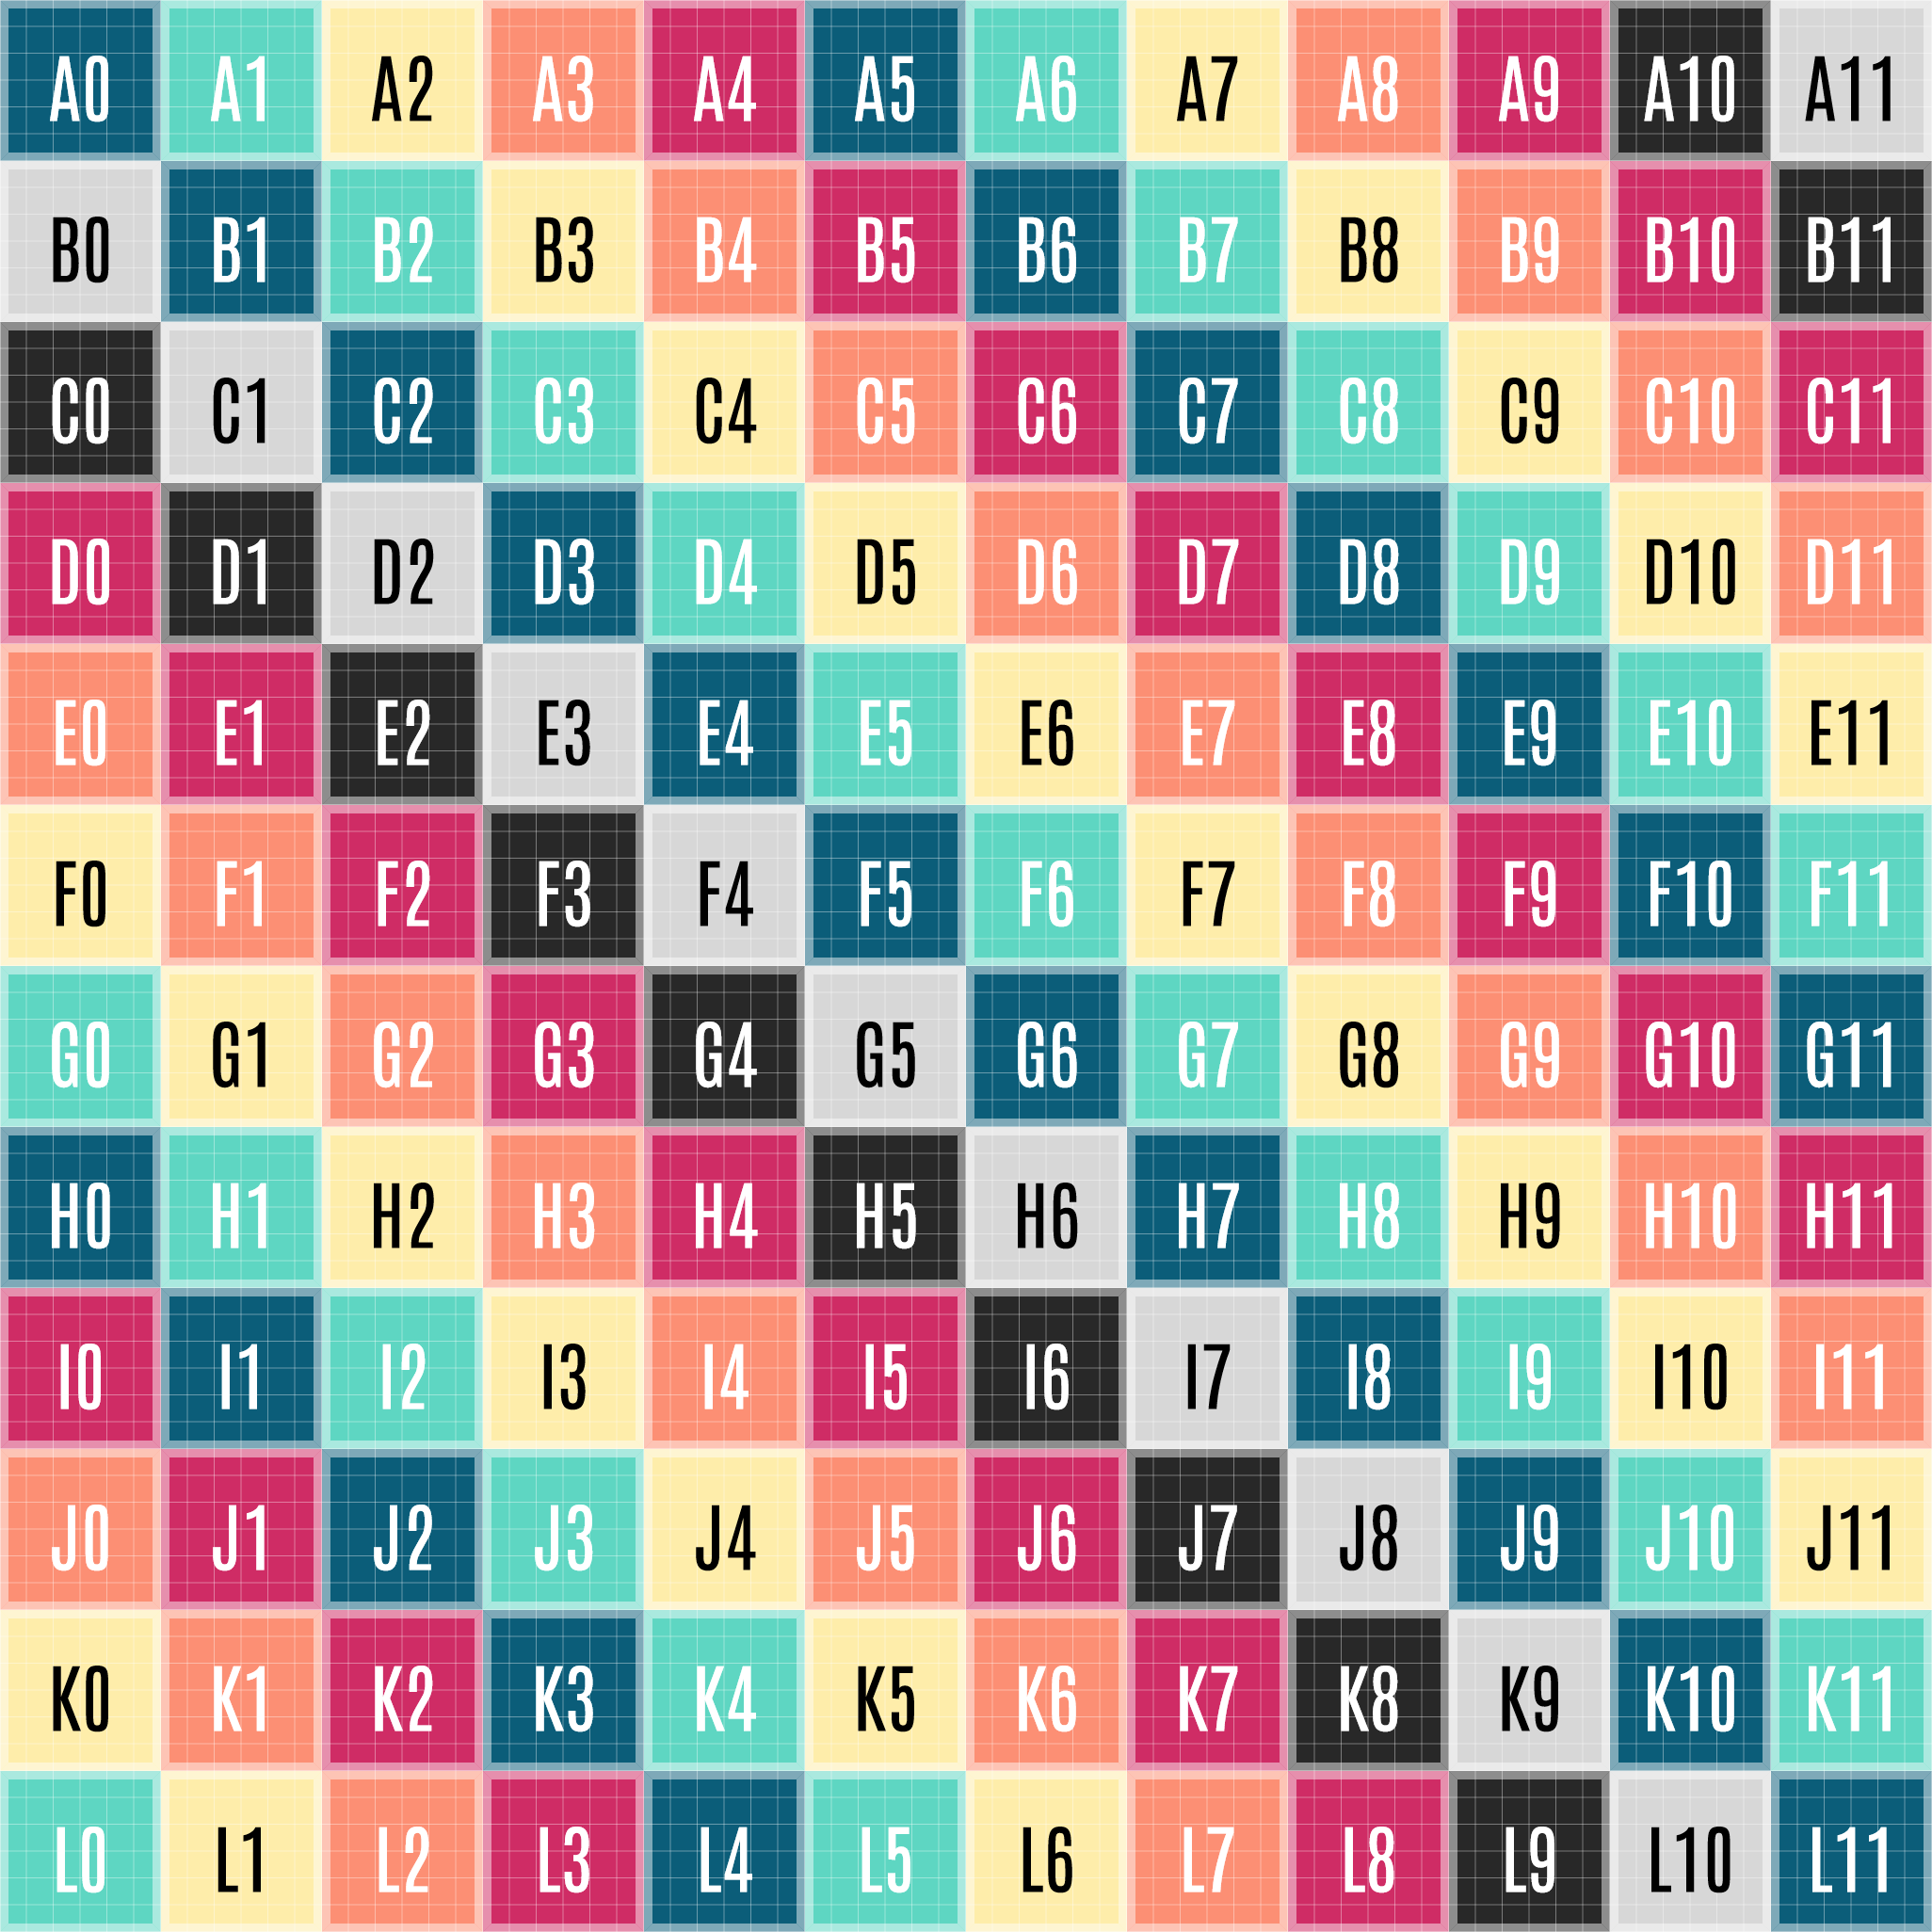 A0 A1 A2 A3 A4 A5 A6 A7 A8 A9 A10 A11
B0 B1 B2 B3 B4 B5 B6 B7 B8 B9 B10 B11
C0 C1 C2 C3 C4 C5 C6 C7 C8 C9 C10 C11
D0 D1 D2 D3 D4 D5 D6 D7 D8 D9 D10 D11
E0 E1 E2 E3 E4 E5 E6 E7 E8 E9 E10 E11
F0 F1 F2 F3 F4 F5 F6 F7 F8 F9 F10 F11
G0 G1 G2 G3 G4 G5 G6 G7 G8 G9 G10 G11
H0 H1 H2 H3 H4 H5 H6 H7 H8 H9 H10 H11
I0 I1 I2 I3 I4 I5 I6 I7 I8 I9 I10 I11
J0 J1 J2 J3 J4 J5 J6 J7 J8 J9 J10 J11
K0 K1 K2 K3 K4 K5 K6 K7 K8 K9 K10 K11
L0 L1 L2 L3 L4 L5 L6 L7 L8 L9 L10 L11